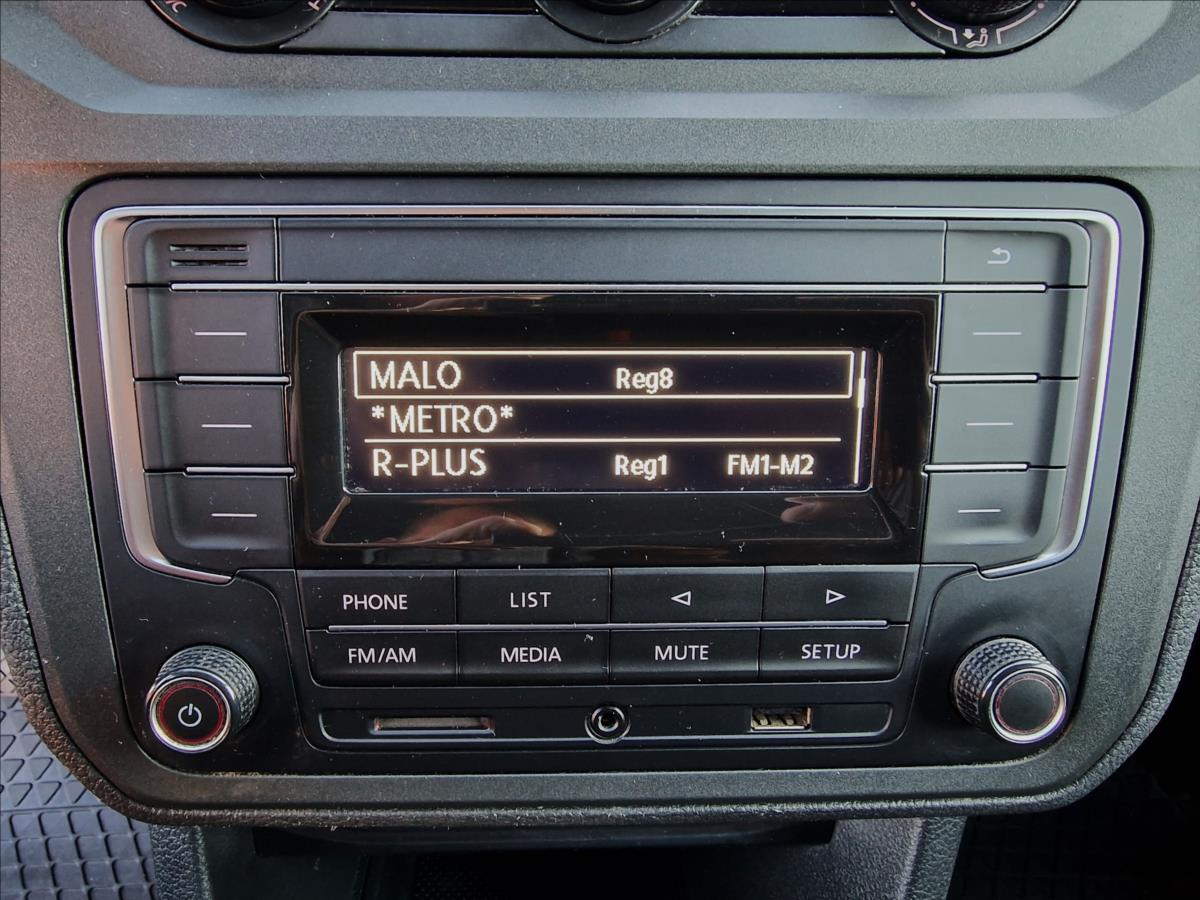 A/C
MALO Reg8
*METRO*
R-PLUS Reg1 FM1-M2
PHONE LIST
FM/AM MEDIA MUTE SETUP